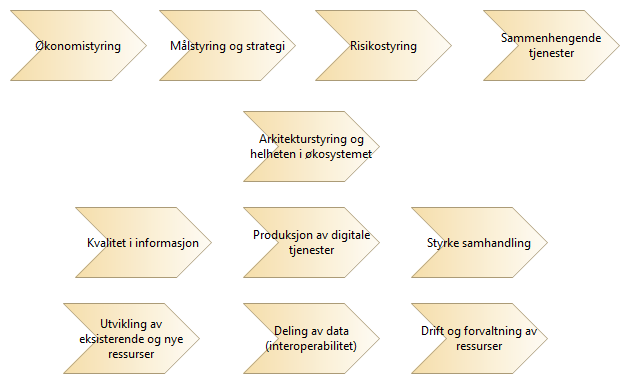 Økonomistyring
Målstyring og strategi
Risikostyring
Sammenhengende
tjenester
Arkitekturstyring og
helheten i økosystemet
Kvalitet i informasjon
Produksjon av digitale
tjenester
Styrke samhandling
Utvikling av
eksisterende og nye
ressurser
Deling av data
(interoperabilitet)
Drift og forvaltning av
ressurser